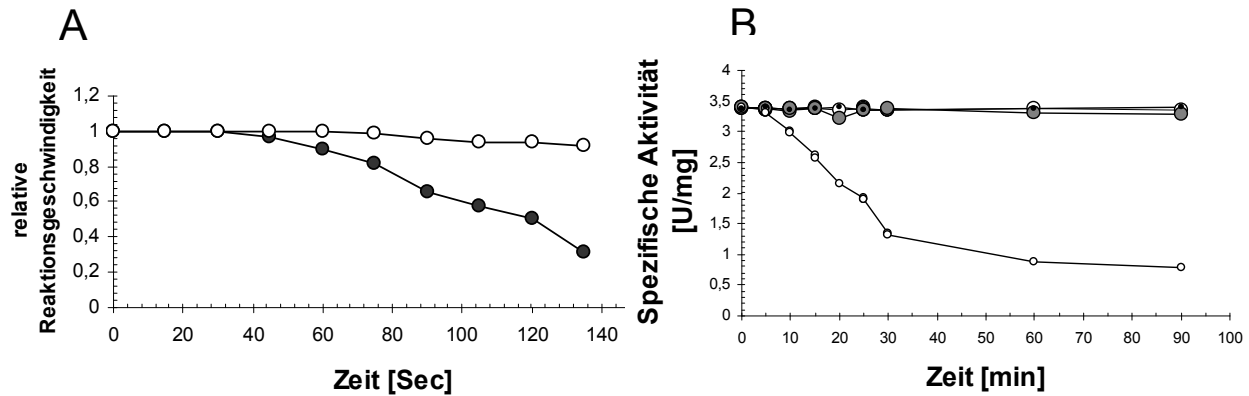 A
relative
Reaktionsgeschwindigkeit
1,2
1
0,8
0,6
0,4
0,2
0
0 20 40 60 80 100 120 140
Zeit [Sec]
B
Spezifische Aktivität
[U/mg]
4
3,5
3
2,5
2
1,5
1
0,5
0
0 10 20 30 40 50 60 70 80 90 100
Zeit [min]